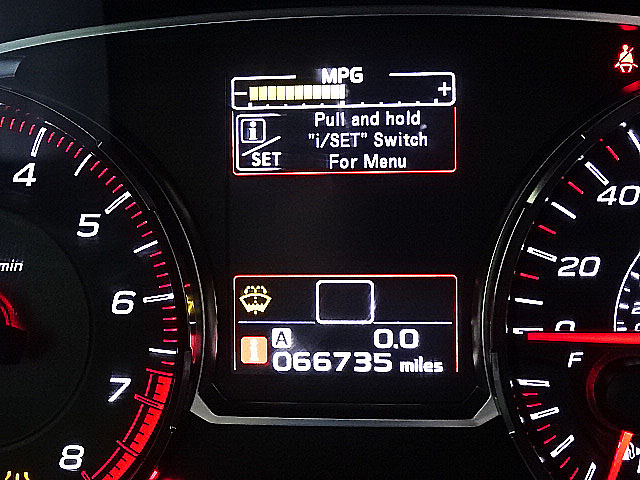 MPG
- +
i Pull and hold
"i/SET" Switch
SET For Menu
4
5
min
6
7
8
40
20
0
F
A 0.0
i 066735 miles